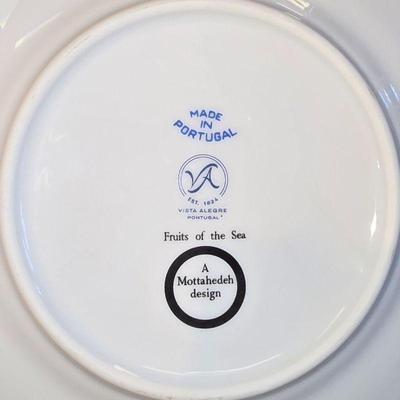 MADE
IN
PORTUGAL
VA
EST. 1824
VISTA ALEGRE
PORTUGAL®
Fruits of the Sea
A
Mottahedeh
design